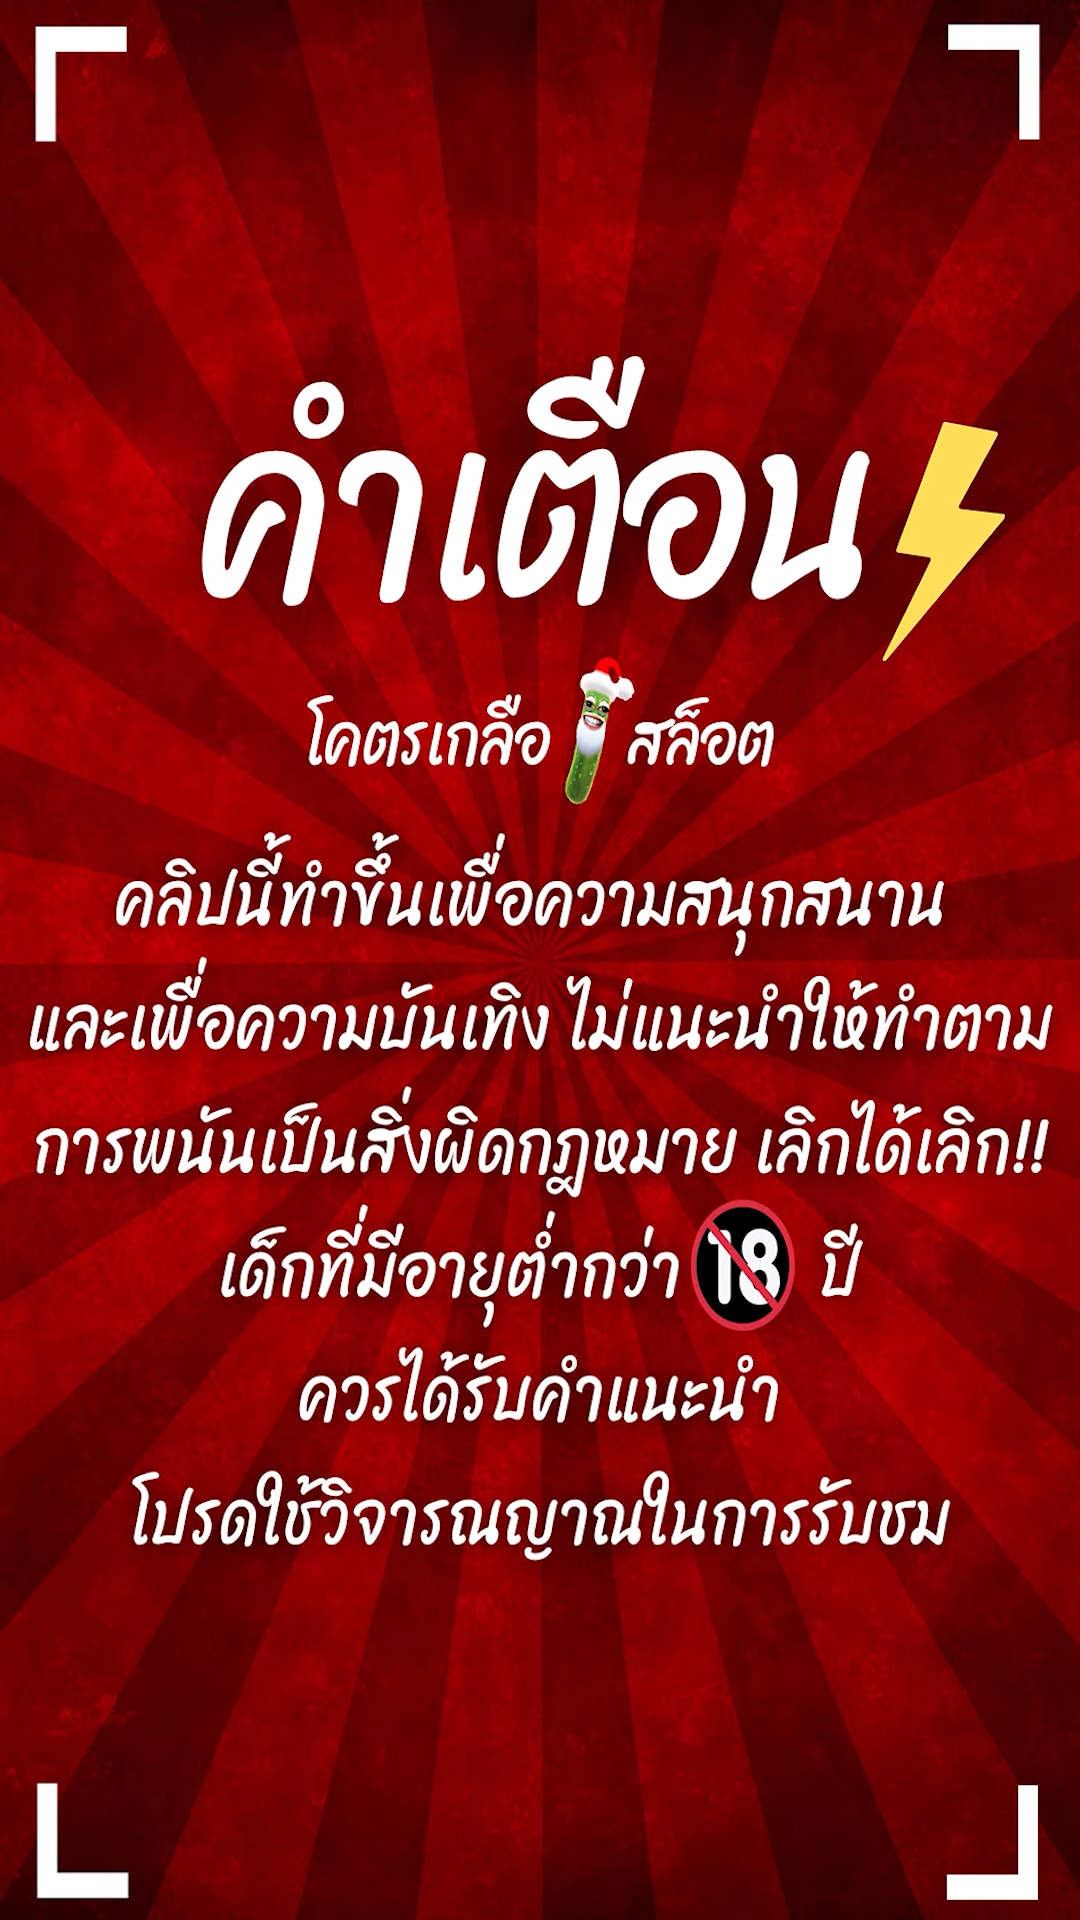 คำเตือน
โคตรเกลือ สล็อต
คลิปนี้ทำขึ้นเพื่อความสนุกสนาน
และเพื่อความบันเทิง ไม่แนะนำให้ทำตาม
การพนันเป็นสิ่งผิดกฎหมาย เลิกได้เลิก!!
เด็กที่มีอายุต่ำกว่า 18 ปี
ควรได้รับคำแนะนำ
โปรดใช้วิจารณญาณในการรับชม